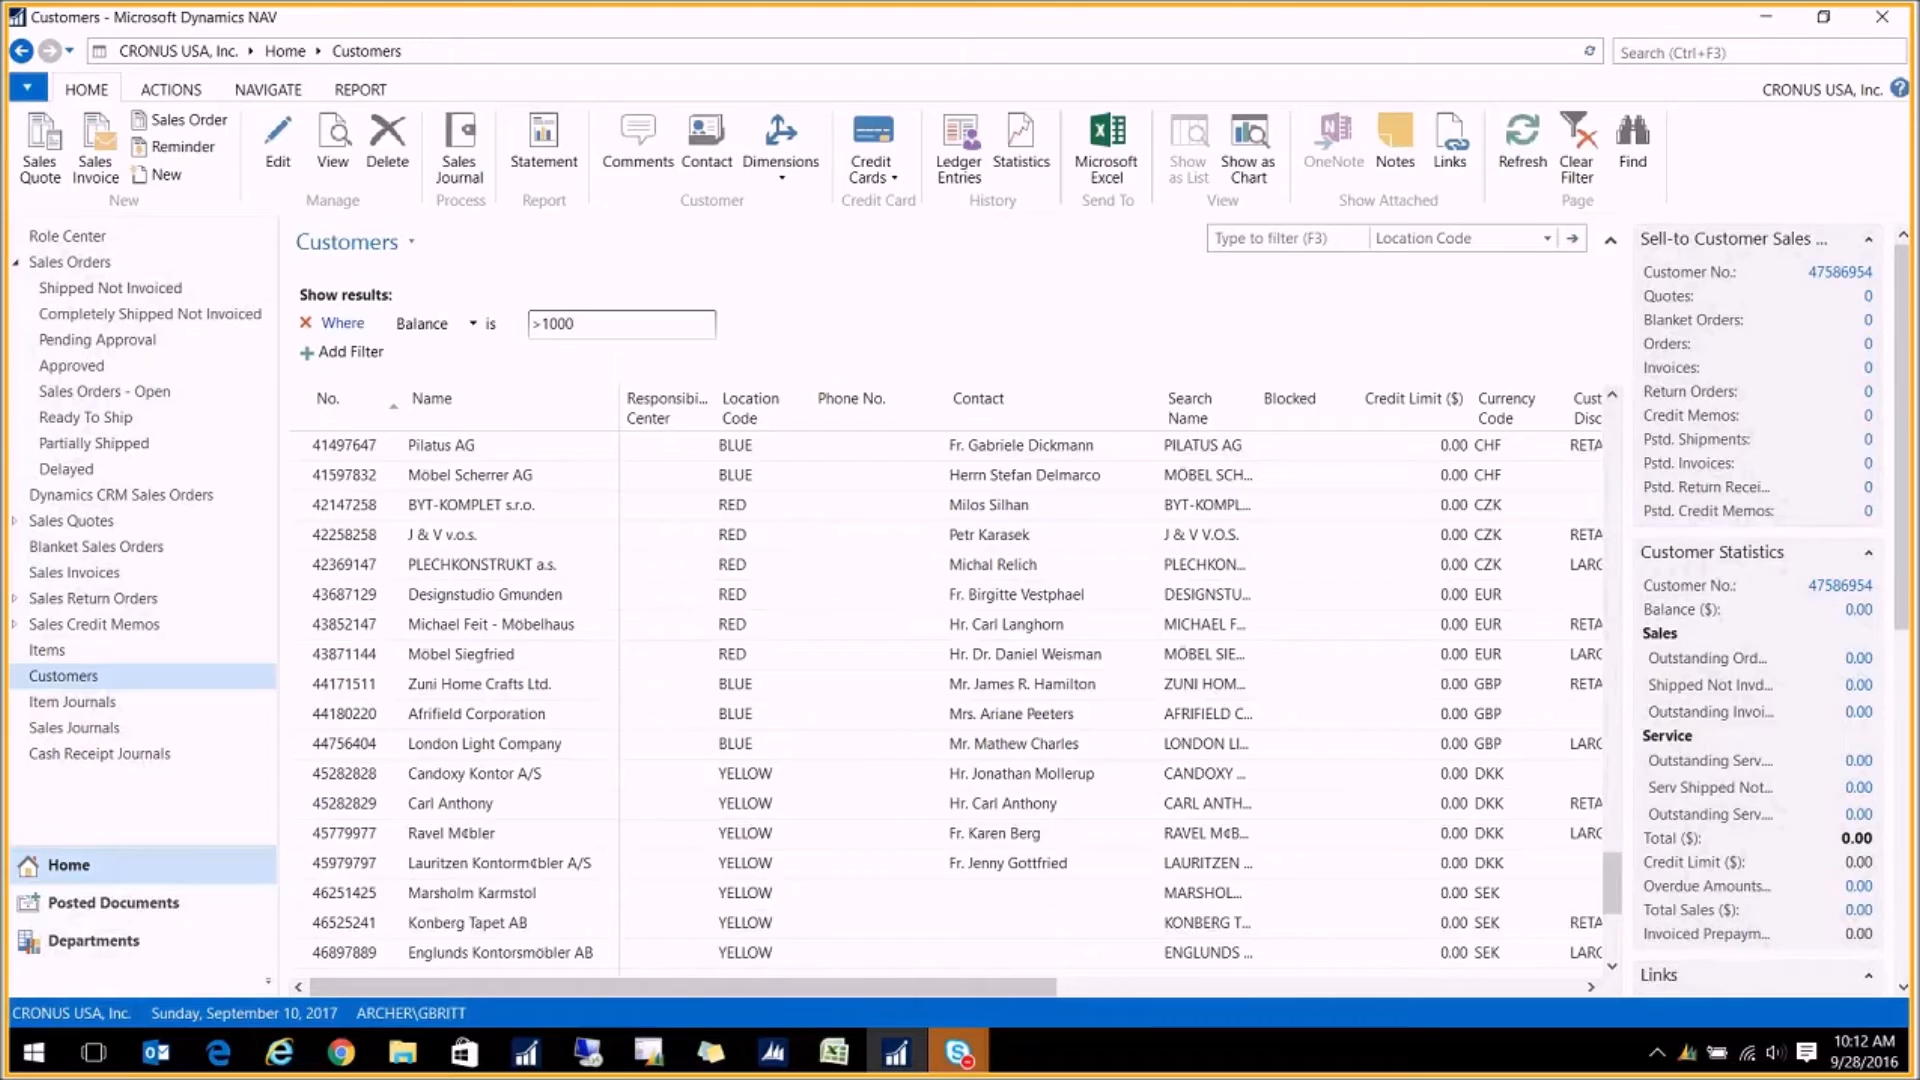 Customers - Microsoft Dynamics NAV
CRONUS USA, Inc. Home Customers
Search (Ctrl+F3)
HOME ACTIONS NAVIGATE REPORT
CRONUS USA, Inc.
Sales Quote
Sales Invoice
Sales Order
Reminder
New
New
Edit
View
Delete
Manage
Sales Journal
Process
Statement
Report
Comments
Contact
Dimensions
Customer
Credit Cards
Credit Card
Ledger Entries
Statistics
History
Microsoft Excel
Send To
Show as List
Show as Chart
View
OneNote
Notes
Links
Show Attached
Refresh
Clear Filter
Find
Page
Role Center
Sales Orders
Shipped Not Invoiced
Completely Shipped Not Invoiced
Pending Approval
Approved
Sales Orders - Open
Ready To Ship
Partially Shipped
Delayed
Dynamics CRM Sales Orders
Sales Quotes
Blanket Sales Orders
Sales Invoices
Sales Return Orders
Sales Credit Memos
Items
Customers
Item Journals
Sales Journals
Cash Receipt Journals
Home
Posted Documents
Departments
Customers
Type to filter (F3) Location Code
Show results:
Where Balance is >1000
Add Filter
No. Name Responsibi... Center Location Code Phone No. Contact Search Name Blocked Credit Limit ($) Currency Code Cust Disc
41497647 Pilatus AG BLUE Fr. Gabriele Dickmann PILATUS AG 0.00 CHF RETA
41597832 Möbel Scherrer AG BLUE Herrn Stefan Delmarco MÖBEL SCH... 0.00 CHF
42147258 BYT-KOMPLET s.r.o. RED Milos Silhan BYT-KOMPL... 0.00 CZK
42258258 J & V v.o.s. RED Petr Karasek J & V V.O.S. 0.00 CZK RETA
42369147 PLECHKONSTRUKT a.s. RED Michal Relich PLECHKON... 0.00 CZK LARG
43687129 Designstudio Gmunden RED Fr. Birgitte Vestphael DESIGNSTU... 0.00 EUR
43852147 Michael Feit - Möbelhaus RED Hr. Carl Langhorn MICHAEL F... 0.00 EUR RETA
43871144 Möbel Siegfried RED Hr. Dr. Daniel Weisman MÖBEL SIE... 0.00 EUR LARG
44171511 Zuni Home Crafts Ltd. BLUE Mr. James R. Hamilton ZUNI HOM... 0.00 GBP RETA
44180220 Afrifield Corporation BLUE Mrs. Ariane Peeters AFRIFIELD C... 0.00 GBP
44756404 London Light Company BLUE Mr. Mathew Charles LONDON LI... 0.00 GBP LARG
45282828 Candoxy Kontor A/S YELLOW Hr. Jonathan Mollerup CANDOXY ... 0.00 DKK
45282829 Carl Anthony YELLOW Hr. Carl Anthony CARL ANTH... 0.00 DKK RETA
45779977 Ravel M¢bler YELLOW Fr. Karen Berg RAVEL M¢B... 0.00 DKK LARG
45979797 Lauritzen Kontorm¢bler A/S YELLOW Fr. Jenny Gottfried LAURITZEN ... 0.00 DKK
46251425 Marsholm Karmstol YELLOW MARSHOL... 0.00 SEK
46525241 Konberg Tapet AB YELLOW KONBERG T... 0.00 SEK RETA
46897889 Englunds Kontorsmöbler AB YELLOW ENGLUNDS ... 0.00 SEK LARG
Sell-to Customer Sales ...
Customer No.: 47586954
Quotes: 0
Blanket Orders: 0
Orders: 0
Invoices: 0
Return Orders: 0
Credit Memos: 0
Pstd. Shipments: 0
Pstd. Invoices: 0
Pstd. Return Recei... 0
Pstd. Credit Memos: 0
Customer Statistics
Customer No.: 47586954
Balance ($): 0.00
Sales
Outstanding Ord... 0.00
Shipped Not Invd... 0.00
Outstanding Invoi... 0.00
Service
Outstanding Serv.... 0.00
Serv Shipped Not... 0.00
Outstanding Serv.... 0.00
Total ($): 0.00
Credit Limit ($): 0.00
Overdue Amounts... 0.00
Total Sales ($): 0.00
Invoiced Prepaym... 0.00
Links
CRONUS USA, Inc. Sunday, September 10, 2017 ARCHER\GBRITT
10:12 AM
9/28/2016